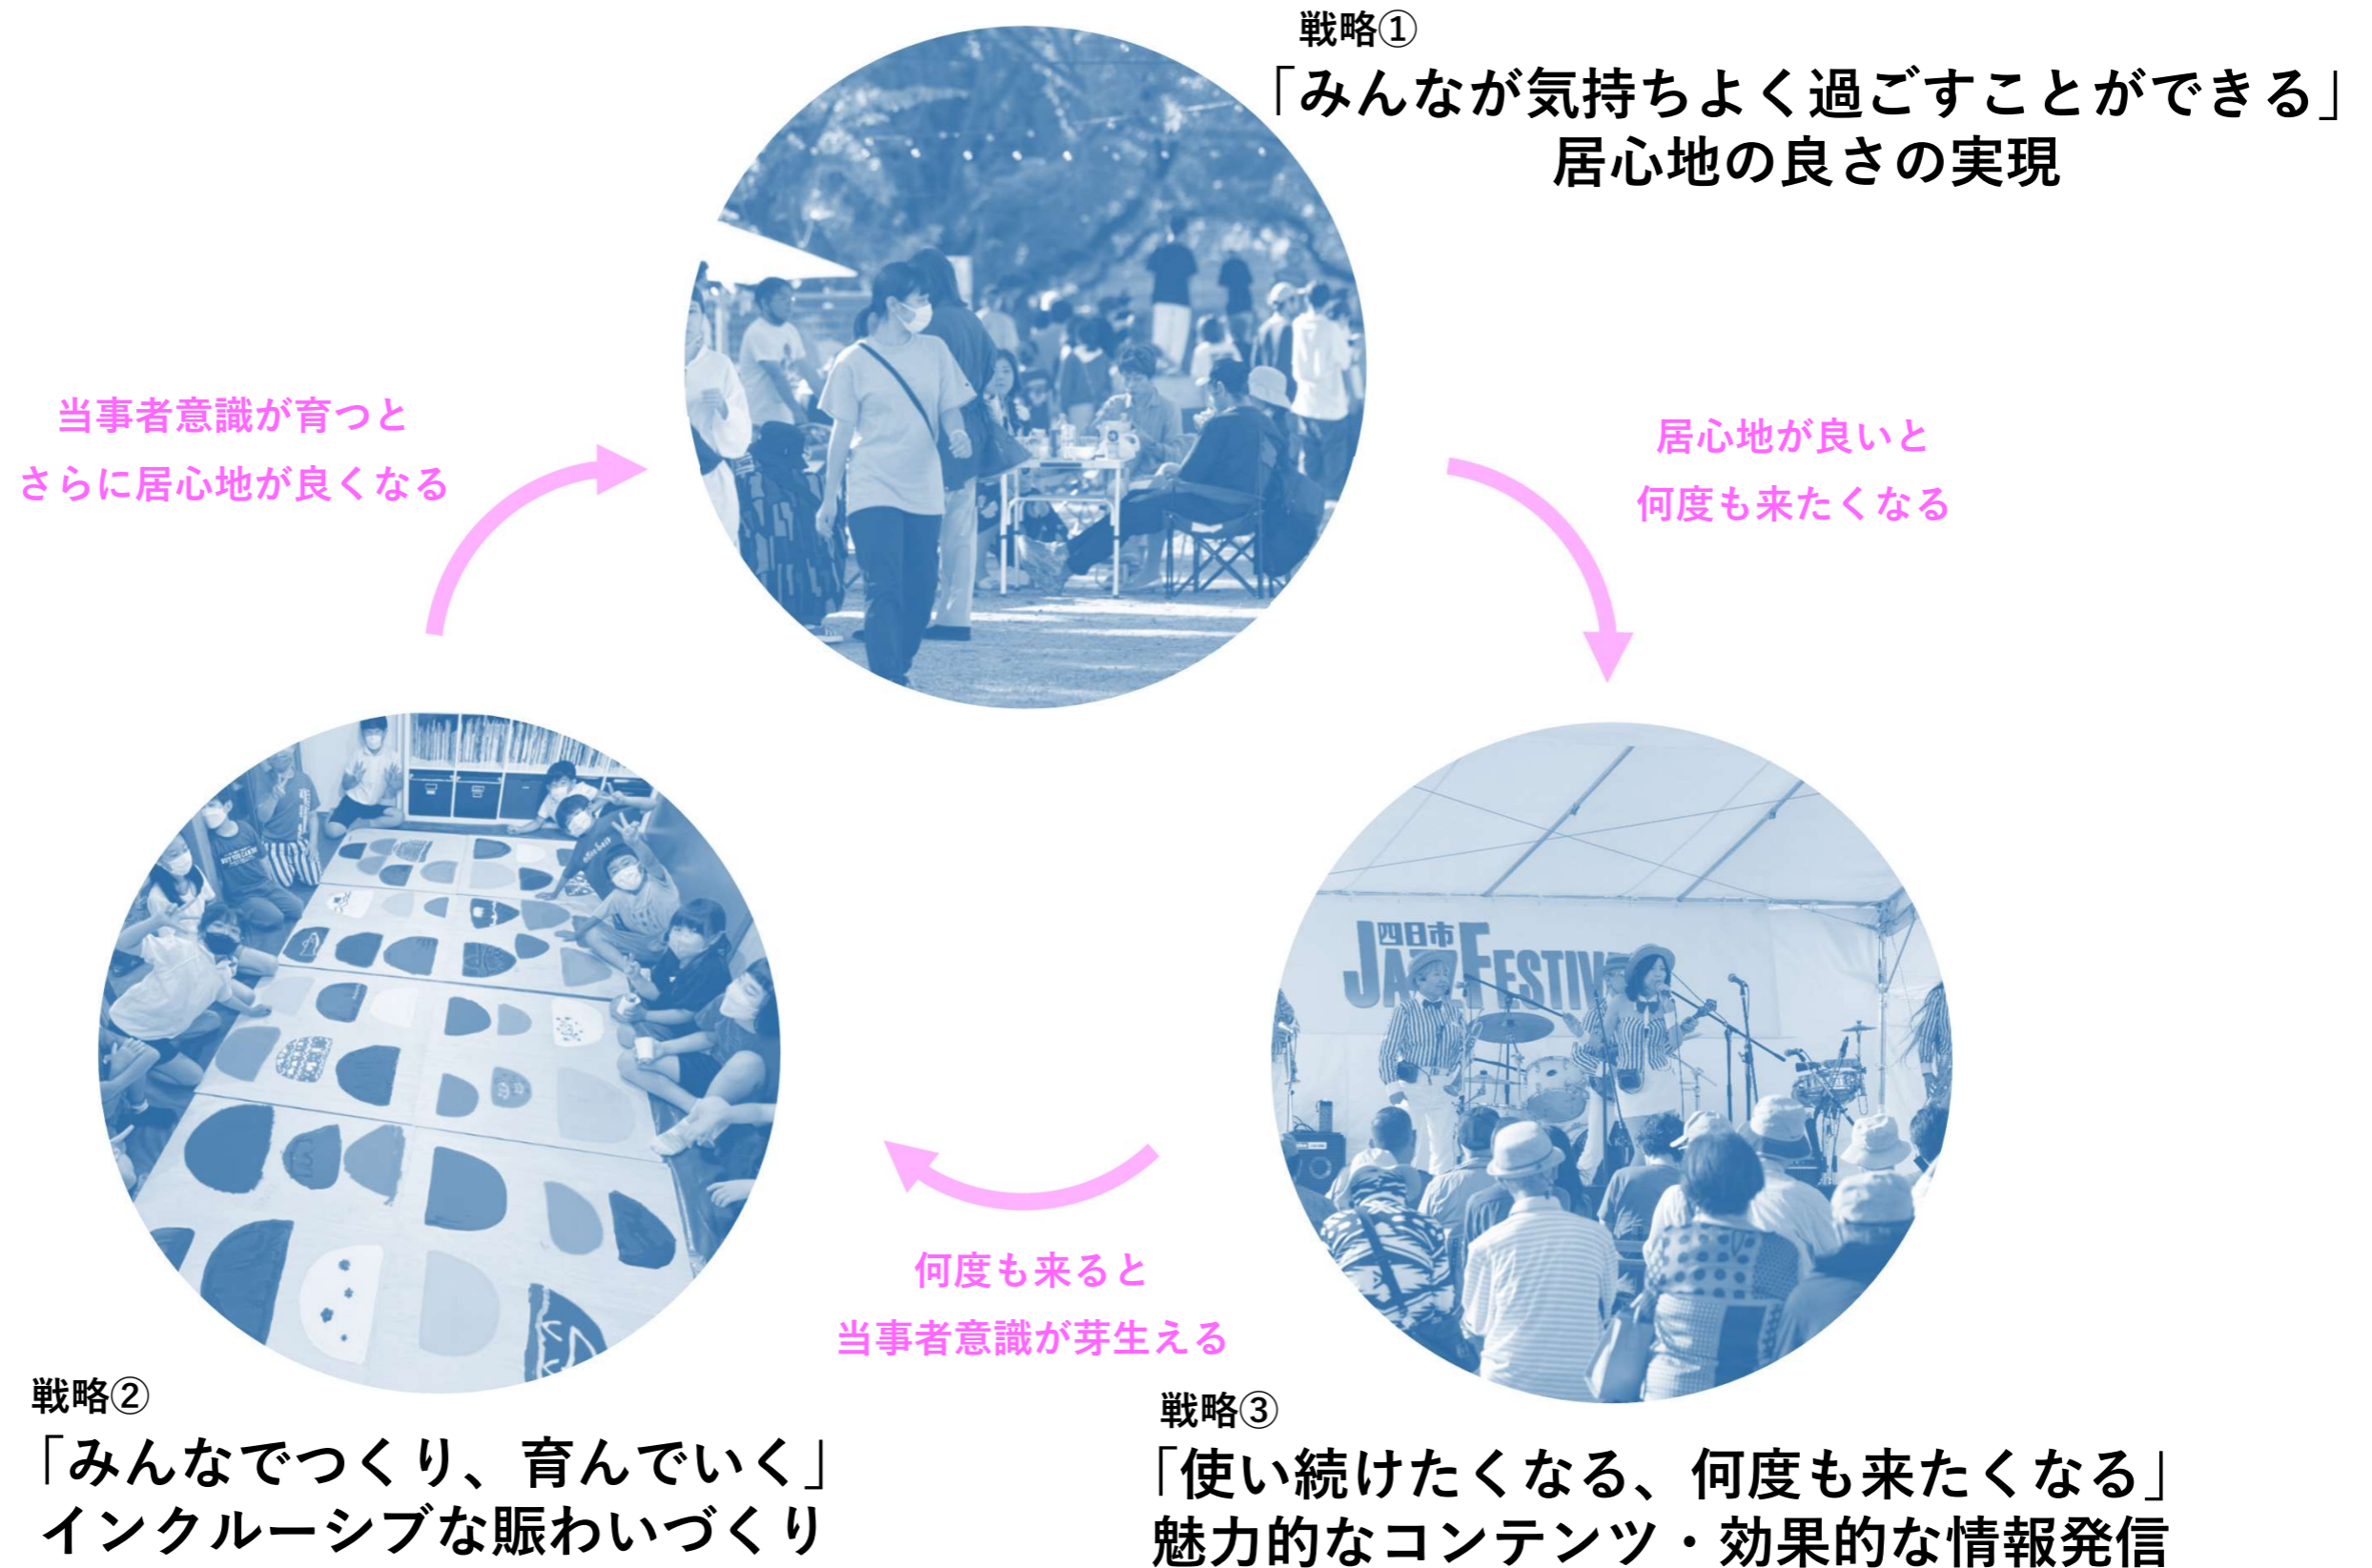 戦略①
「みんなが気持ちよく過ごすことができる」
居心地の良さの実現
当事者意識が育つと
さらに居心地が良くなる
居心地が良いと
何度も来たくなる
四日市
何度も来ると
当事者意識が芽生える
戦略②
「みんなでつくり、育んでいく」
インクルーシブな賑わいづくり
戦略③
「使い続けたくなる、何度も来たくなる」
魅力的なコンテンツ・効果的な情報発信